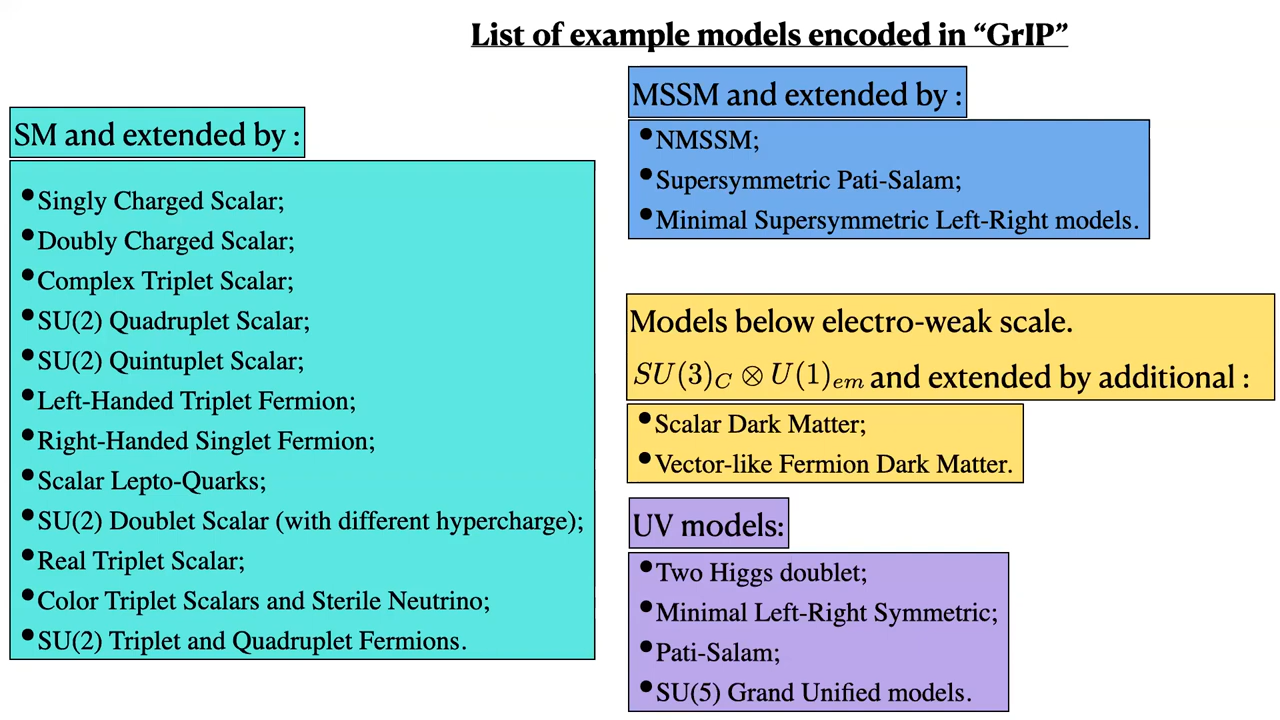 List of example models encoded in “GrIP”
SM and extended by :
•Singly Charged Scalar;
•Doubly Charged Scalar;
•Complex Triplet Scalar;
•SU(2) Quadruplet Scalar;
•SU(2) Quintuplet Scalar;
•Left-Handed Triplet Fermion;
•Right-Handed Singlet Fermion;
•Scalar Lepto-Quarks;
•SU(2) Doublet Scalar (with different hypercharge);
•Real Triplet Scalar;
•Color Triplet Scalars and Sterile Neutrino;
•SU(2) Triplet and Quadruplet Fermions.
MSSM and extended by :
•NMSSM;
•Supersymmetric Pati-Salam;
•Minimal Supersymmetric Left-Right models.
Models below electro-weak scale.
SU(3)_C ⊗ U(1)_{em} and extended by additional :
•Scalar Dark Matter;
•Vector-like Fermion Dark Matter.
UV models:
•Two Higgs doublet;
•Minimal Left-Right Symmetric;
•Pati-Salam;
•SU(5) Grand Unified models.